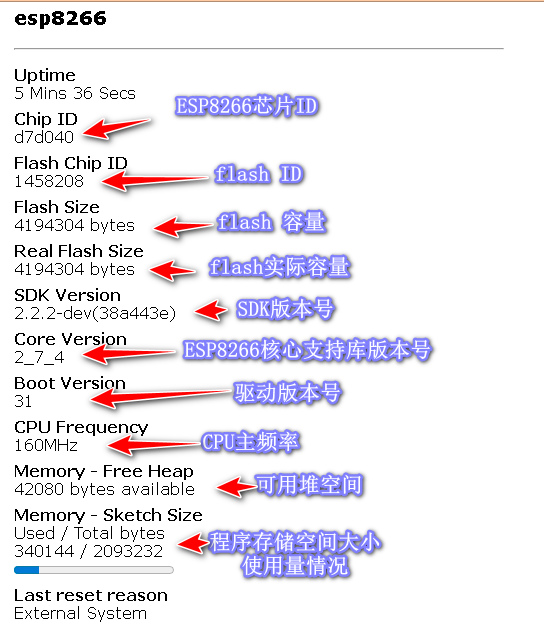 esp8266
Uptime
5 Mins 36 Secs
Chip ID
d7d040
ESP8266芯片ID
Flash Chip ID
1458208
flash ID
Flash Size
4194304 bytes
flash 容量
Real Flash Size
4194304 bytes
flash实际容量
SDK Version
2.2.2-dev(38a443e)
SDK版本号
Core Version
2_7_4
ESP8266核心支持库版本号
Boot Version
31
驱动版本号
CPU Frequency
160MHz
CPU主频率
Memory - Free Heap
42080 bytes available
可用堆空间
Memory - Sketch Size
Used / Total bytes
340144 / 2093232
程序存储空间大小
使用量情况
Last reset reason
External System